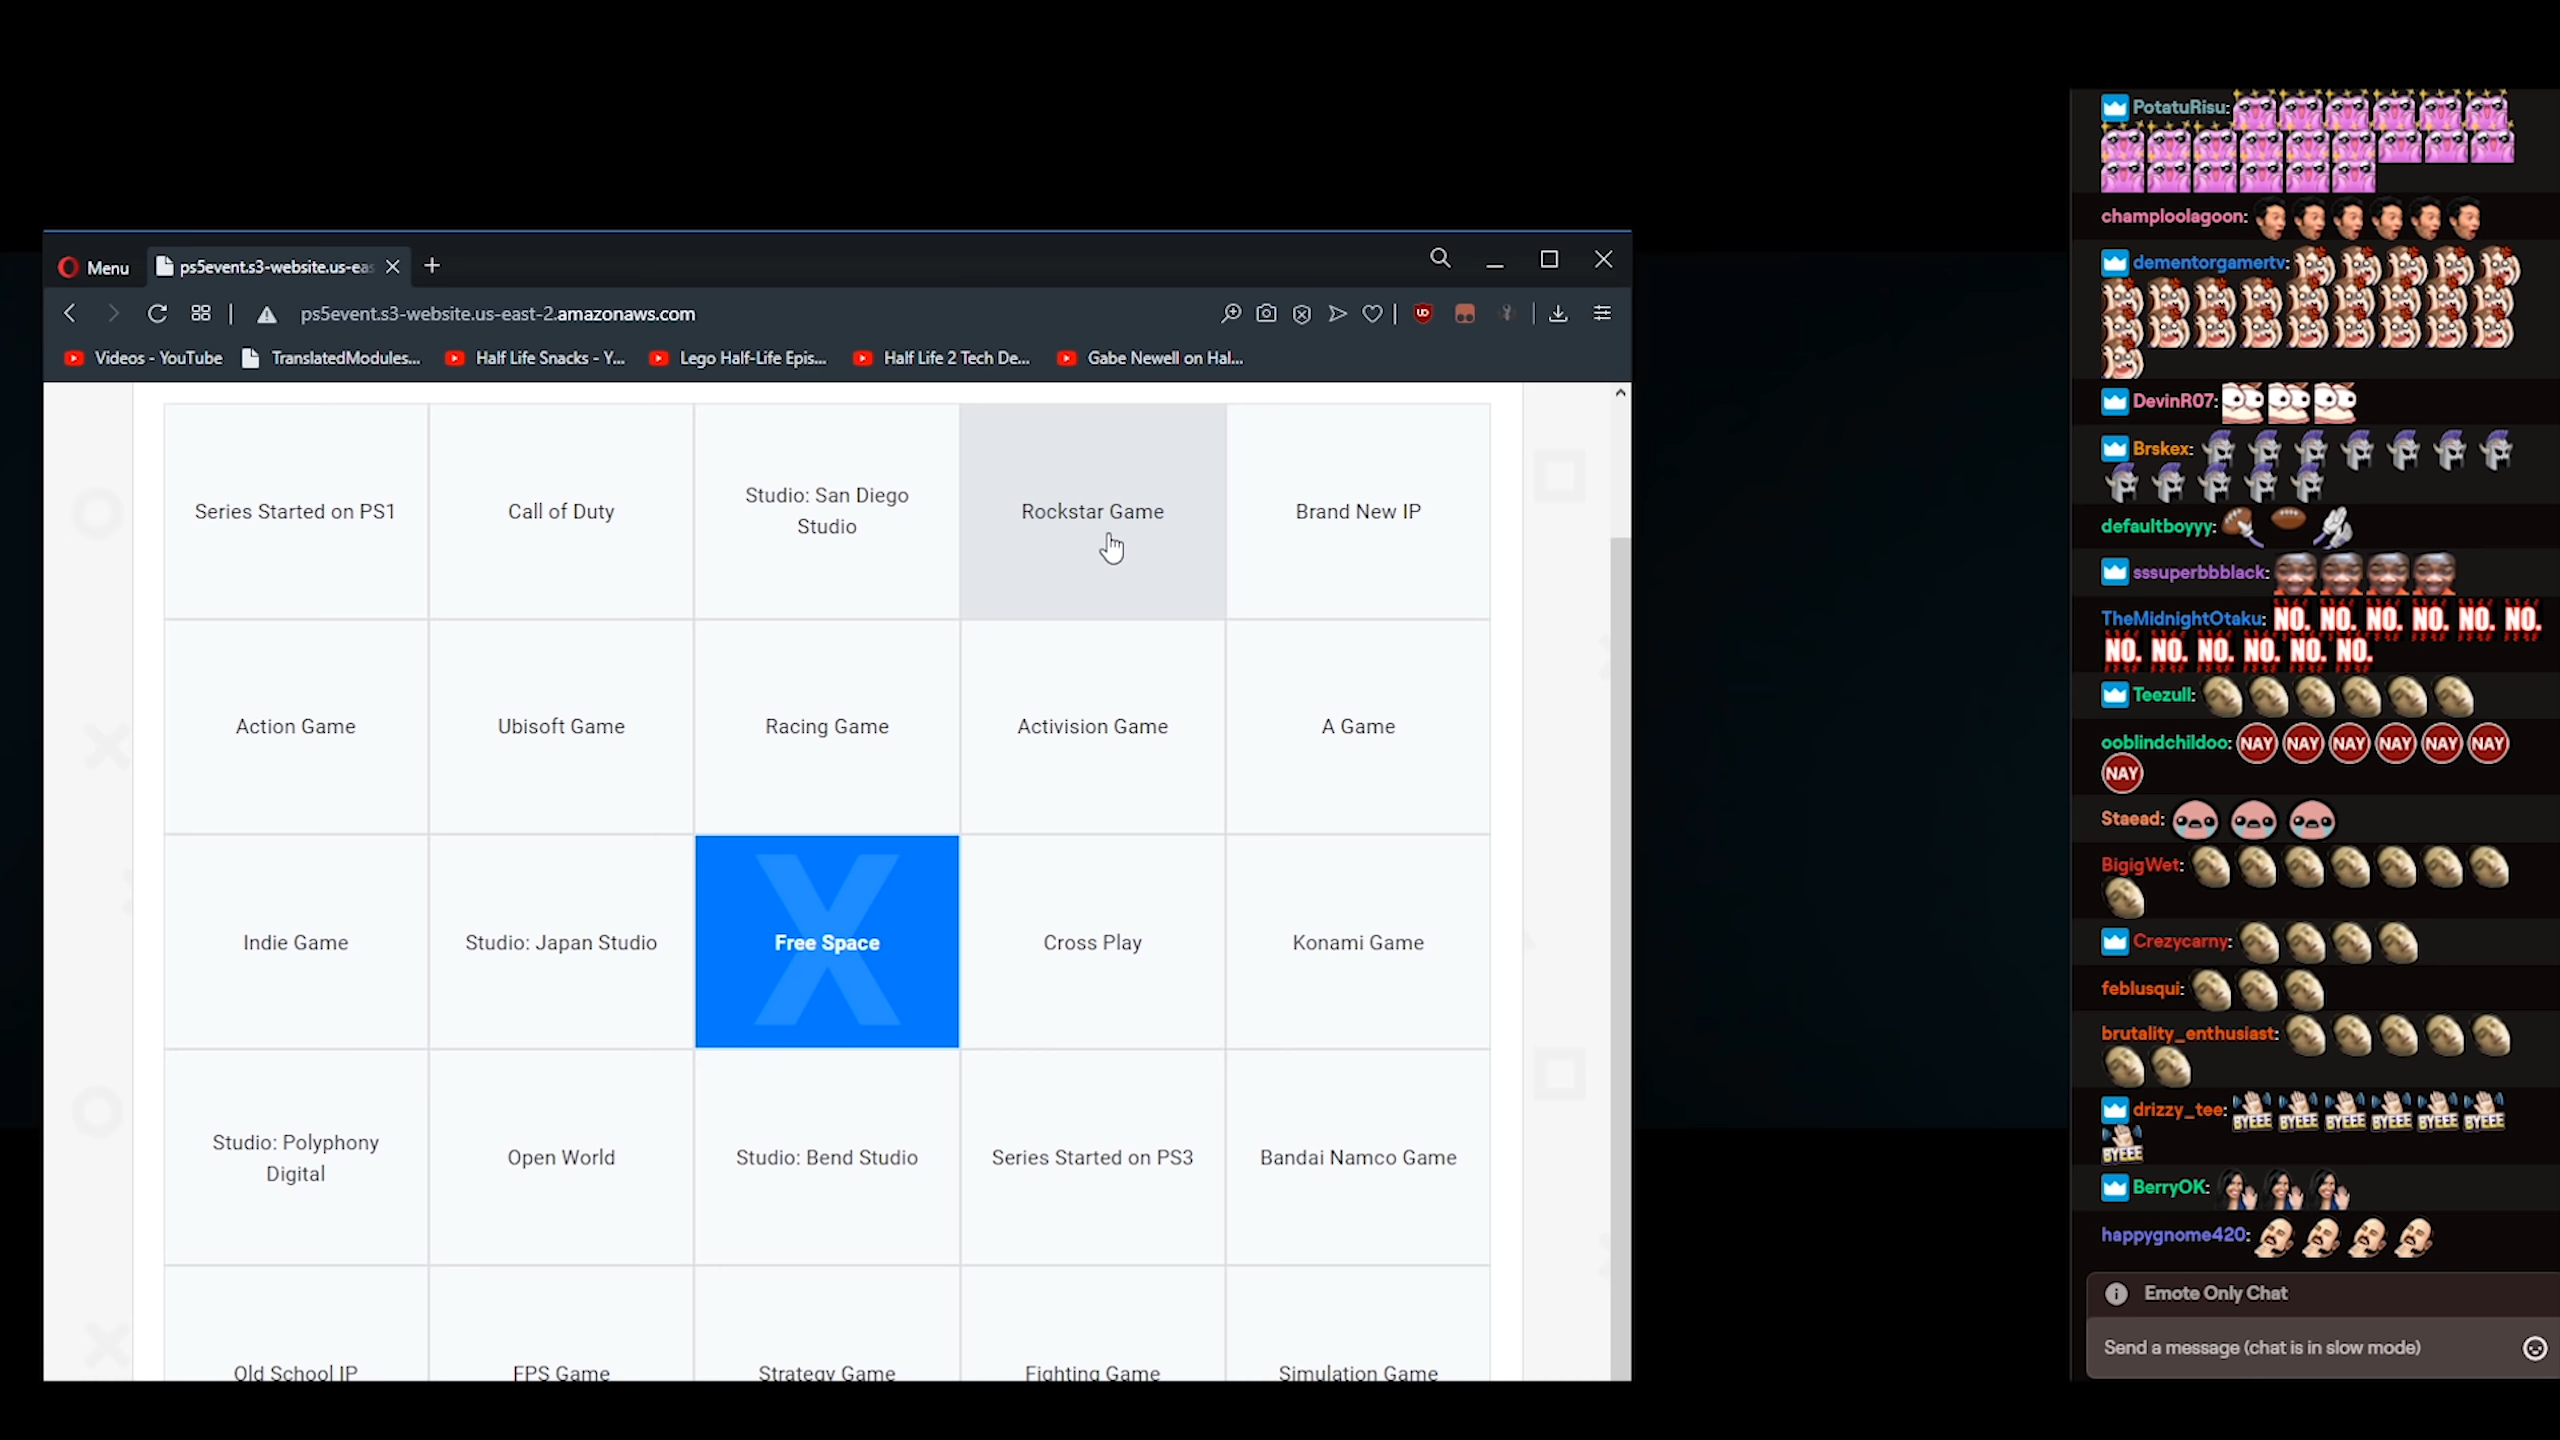 Menu
ps5event.s3-website.us-eas
ps5event.s3-website.us-east-2.amazonaws.com
Videos - YouTube
TranslatedModules...
Half Life Snacks - Y...
Lego Half-Life Epis...
Half Life 2 Tech De...
Gabe Newell on Hal...
Series Started on PS1
Call of Duty
Studio: San Diego
Studio
Rockstar Game
Brand New IP
Action Game
Ubisoft Game
Racing Game
Activision Game
A Game
Indie Game
Studio: Japan Studio
X
Free Space
Cross Play
Konami Game
Studio: Polyphony
Digital
Open World
Studio: Bend Studio
Series Started on PS3
Bandai Namco Game
Old School IP
FPS Game
Strategy Game
Fighting Game
Simulation Game
PotatuRisu:
champloolagoon:
dementorgamertv:
DevinR07:
Brskex:
defaultboyyy:
sssuperbbblack:
TheMidnightOtaku: NO. NO. NO. NO. NO. NO.
NO. NO. NO. NO. NO. NO.
Teezull:
ooblindchildoo: NAY NAY NAY NAY NAY NAY
NAY
Staead:
BigigWet:
Crezycarny:
feblusqui:
brutality_enthusiast:
drizzy_tee: BYEEE BYEEE BYEEE BYEEE BYEEE BYEEE
BYEEE
BerryOK:
happygnome420:
Emote Only Chat
Send a message (chat is in slow mode)